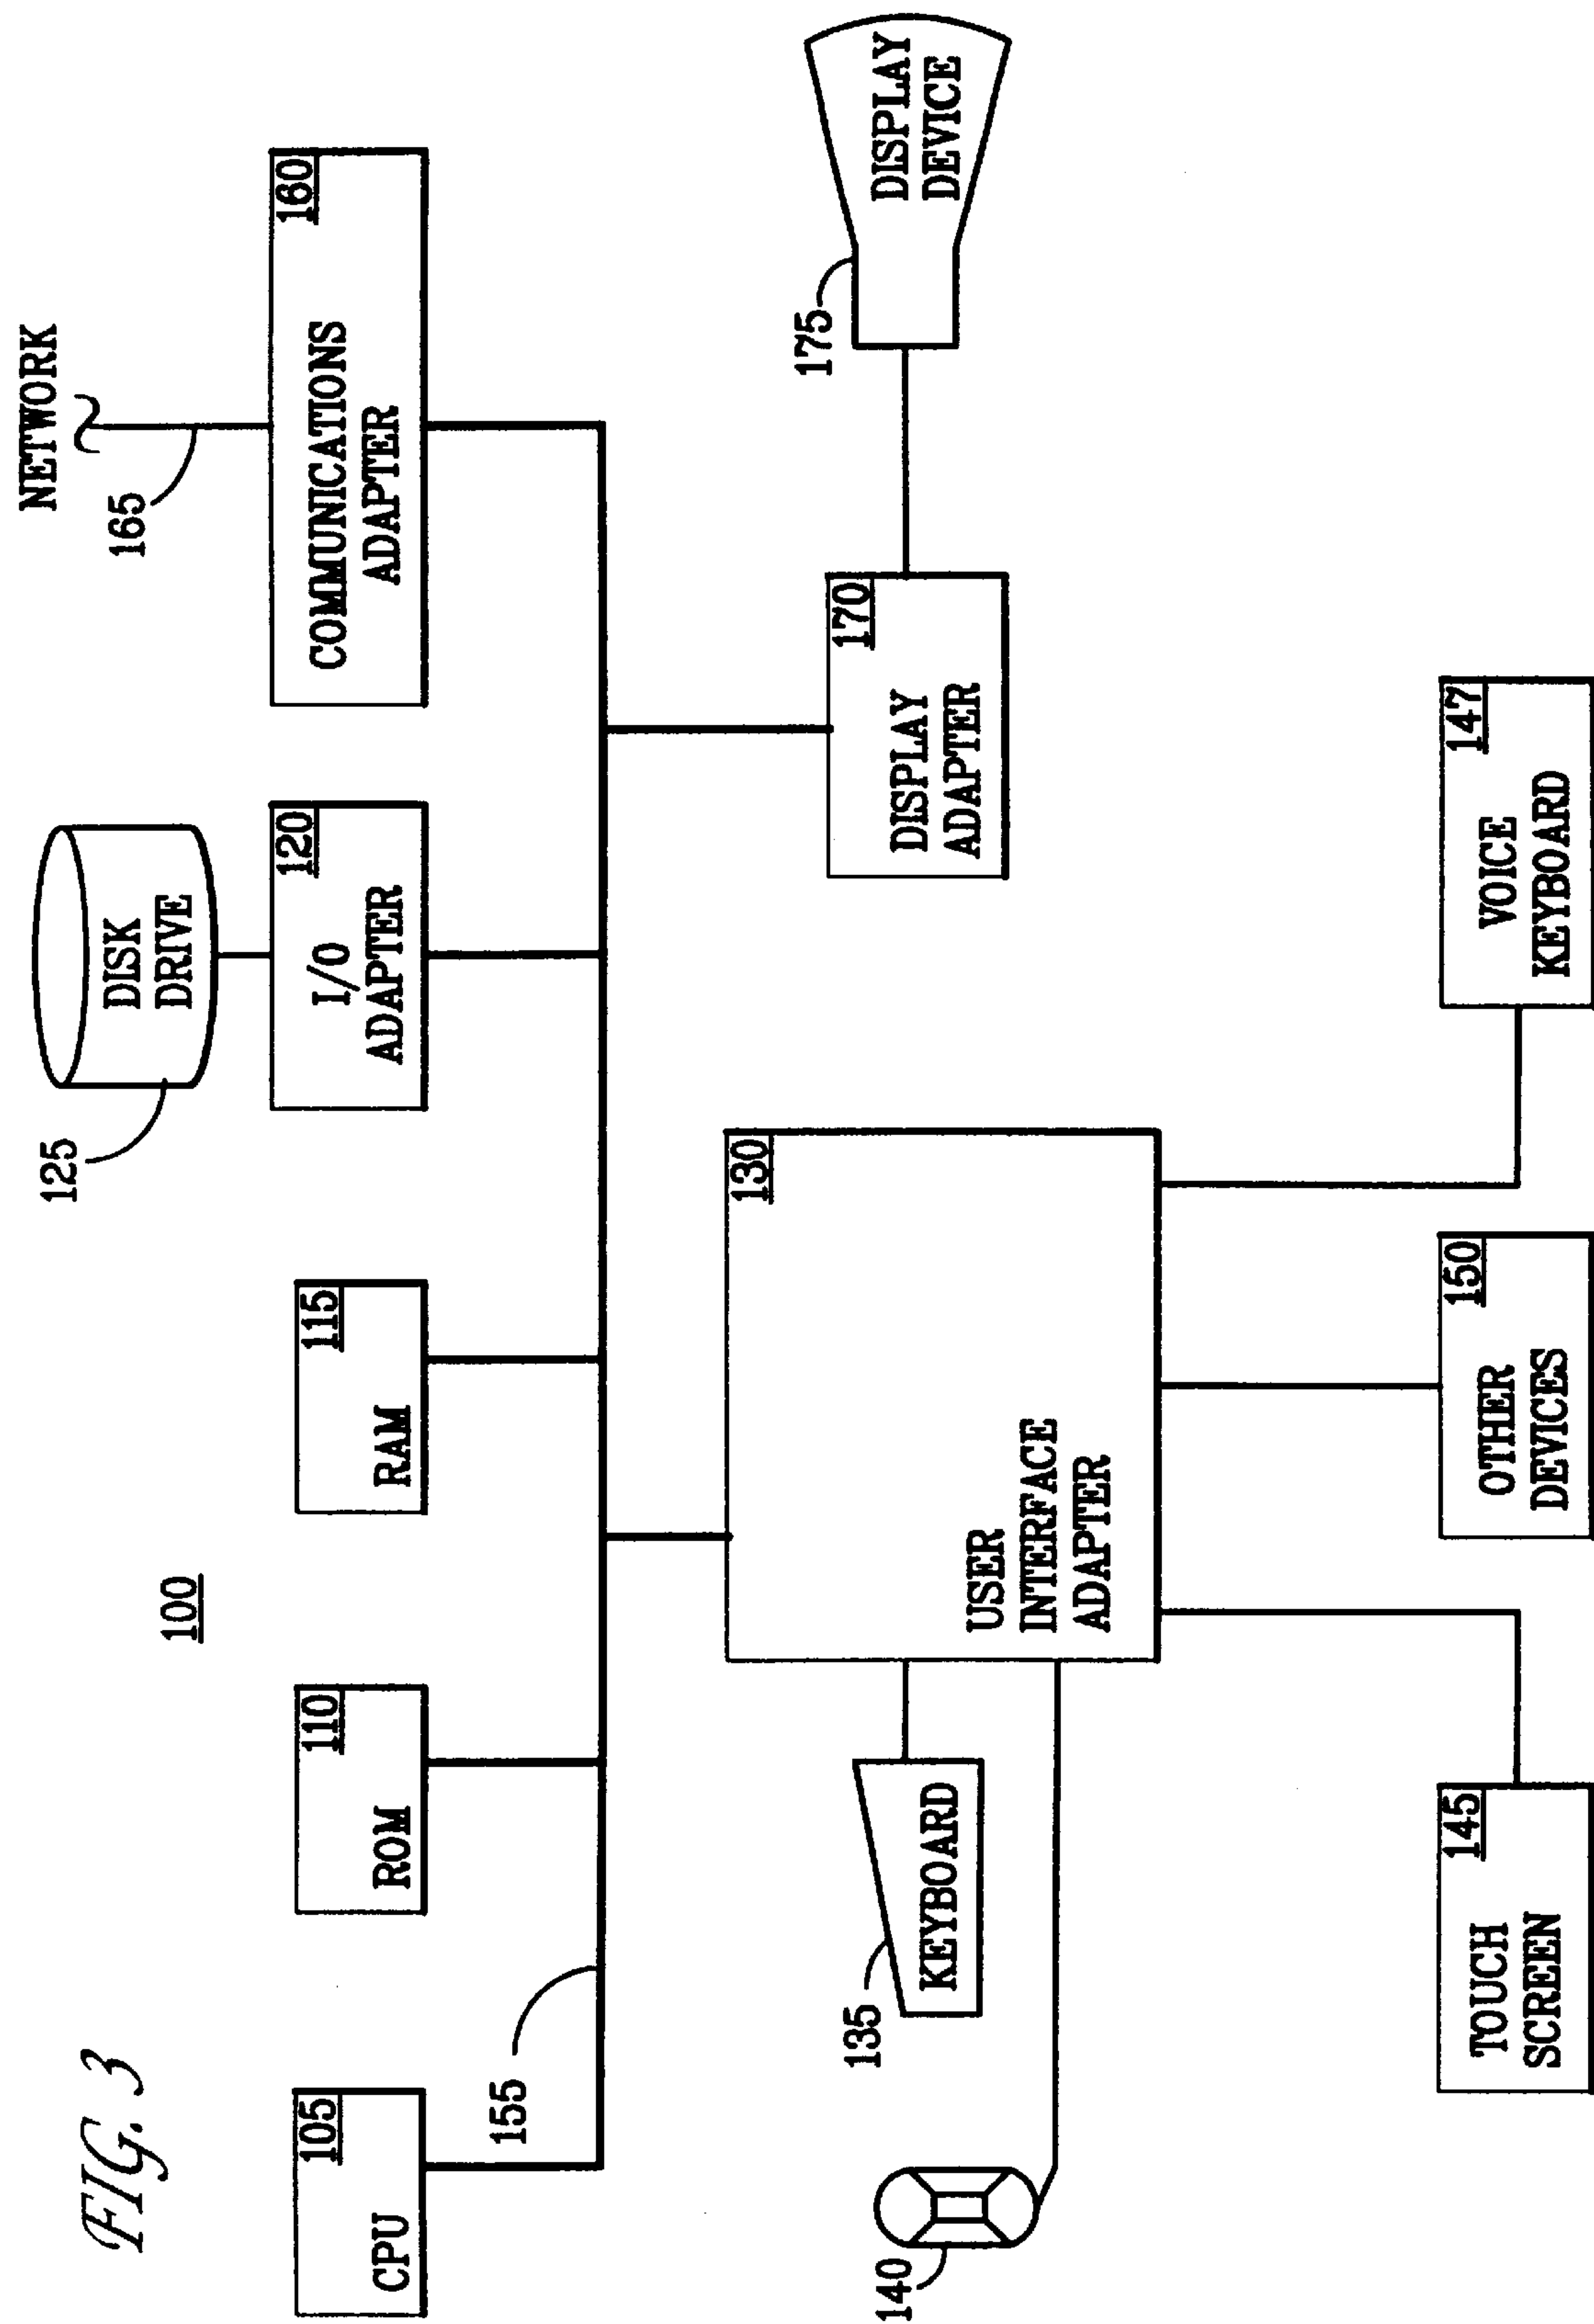 FIG. 3
100
NETWORK
165
125
DISK
DRIVE
105
CPU
110
ROM
115
RAM
120
I/O
ADAPTER
160
COMMUNICATIONS
ADAPTER
155
130
USER
INTERFACE
ADAPTER
170
DISPLAY
ADAPTER
175
DISPLAY
DEVICE
135
KEYBOARD
140
145
TOUCH
SCREEN
150
OTHER
DEVICES
147
VOICE
KEYBOARD